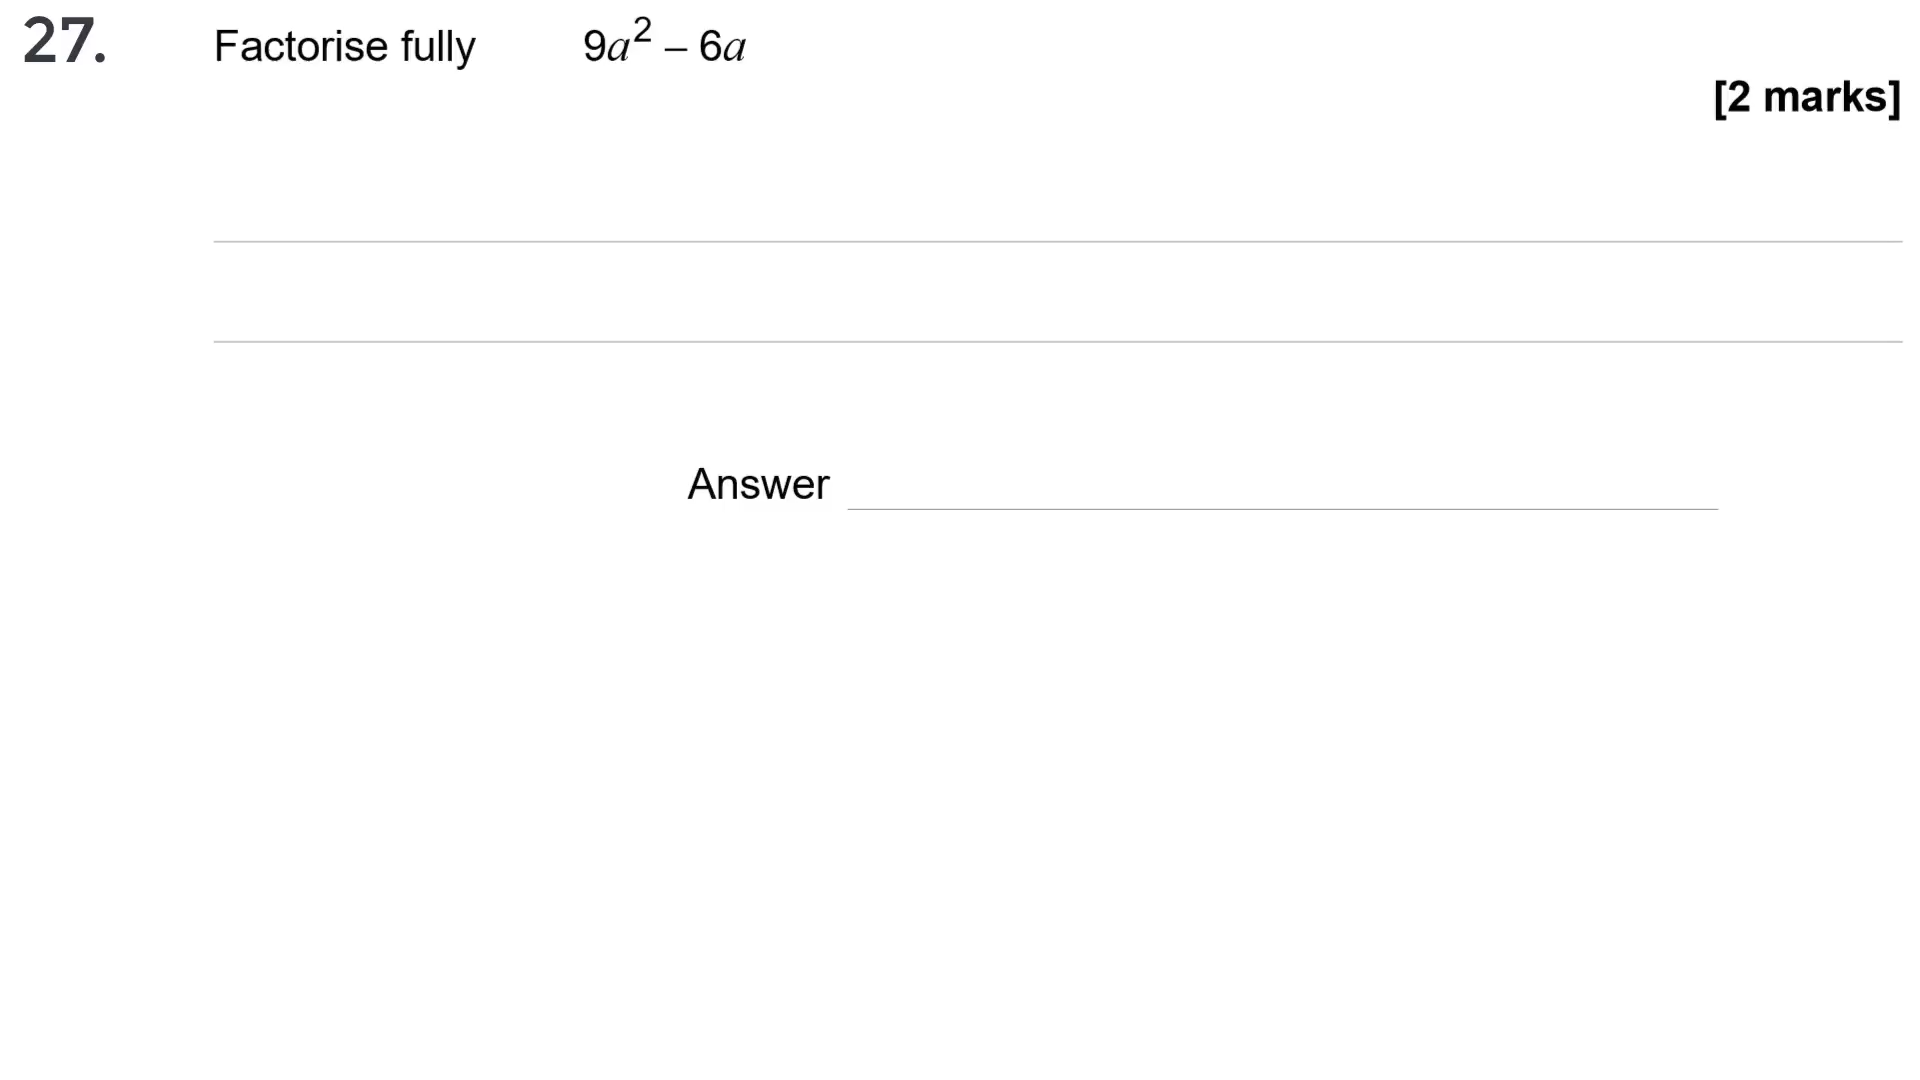 27. Factorise fully 9a² – 6a
[2 marks]
Answer